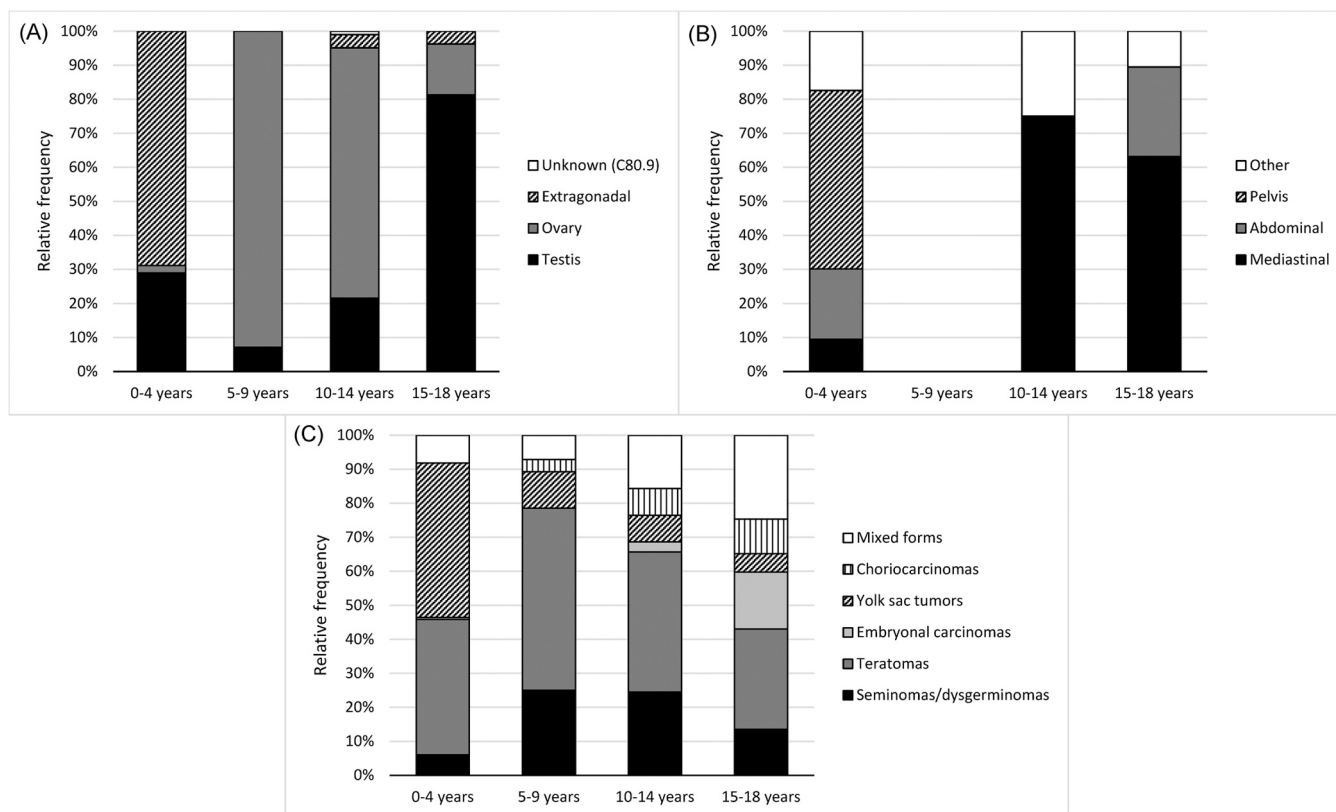 (A)
Relative frequency
100%
90%
80%
70%
60%
50%
40%
30%
20%
10%
0%
0-4 years
5-9 years
10-14 years
15-18 years
Unknown (C80.9)
Extragonadal
Ovary
Testis
(B)
Relative frequency
100%
90%
80%
70%
60%
50%
40%
30%
20%
10%
0%
0-4 years
5-9 years
10-14 years
15-18 years
Other
Pelvis
Abdominal
Mediastinal
(C)
Relative frequency
100%
90%
80%
70%
60%
50%
40%
30%
20%
10%
0%
0-4 years
5-9 years
10-14 years
15-18 years
Mixed forms
Choriocarcinomas
Yolk sac tumors
Embryonal carcinomas
Teratomas
Seminomas/dysgerminomas